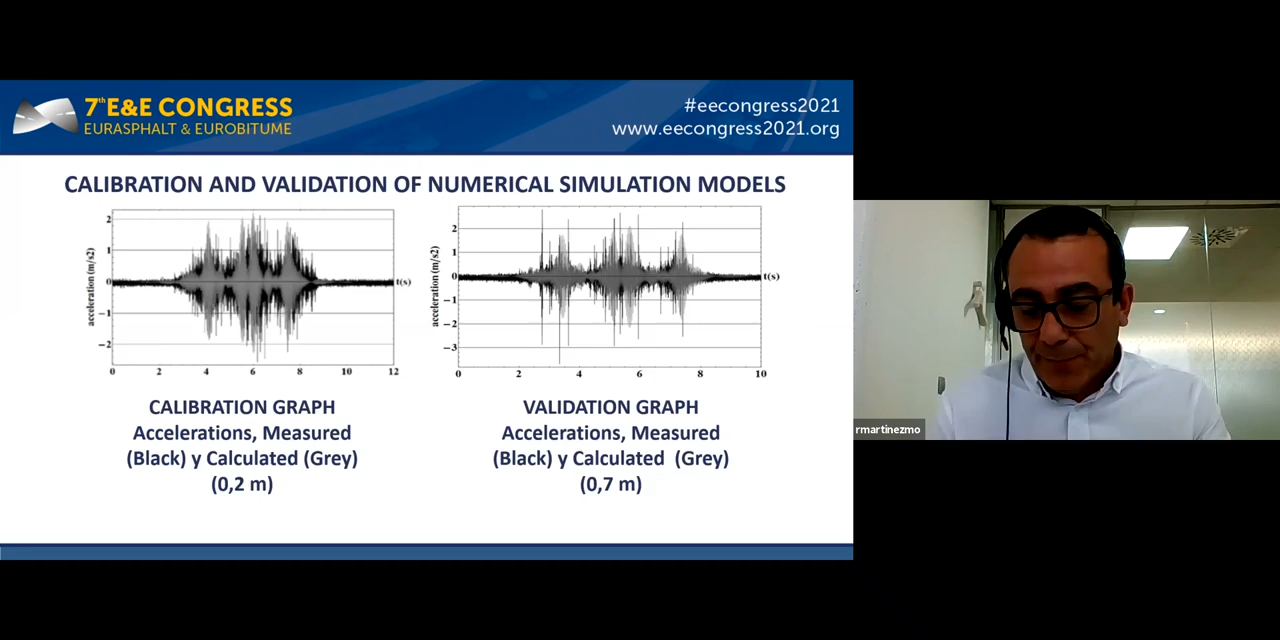 7th E&E CONGRESS
EURASPHALT & EUROBITUME
#eecongress2021
www.eecongress2021.org
CALIBRATION AND VALIDATION OF NUMERICAL SIMULATION MODELS
acceleration (m/s2)
2
1
0
−1
−2
t(s)
0 2 4 6 8 10 12
acceleration (m/s2)
2
1
0
−1
−2
−3
t(s)
0 2 4 6 8 10
CALIBRATION GRAPH
Accelerations, Measured
(Black) y Calculated (Grey)
(0,2 m)
VALIDATION GRAPH
Accelerations, Measured
(Black) y Calculated (Grey)
(0,7 m)
rmartinezmo